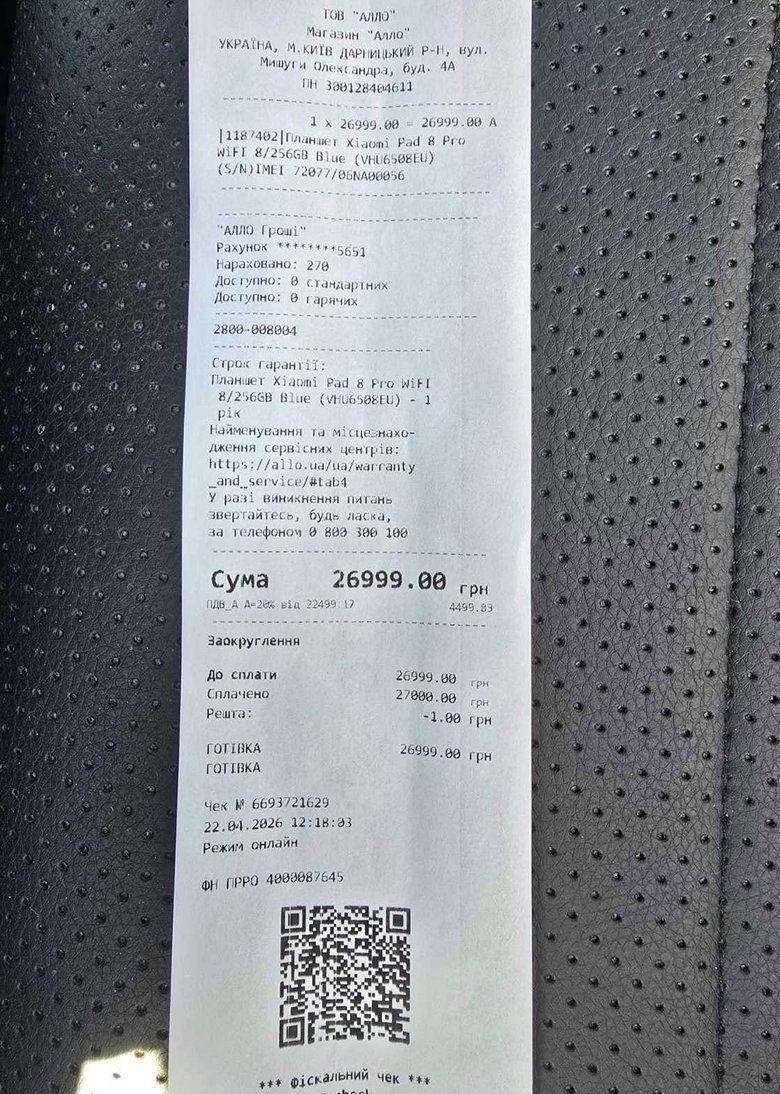 ТОВ "АЛЛО"
Магазин "Алло"
УКРАЇНА, М.КИЇВ ДАРНИЦЬКИЙ Р-Н, вул.
Мишуги Олександра, буд. 4А
ПН 300128404611
1 x 26999.00 = 26999.00 А
|1187402|Планшет Xiaomi Pad 8 Pro
WiFI 8/256GB Blue (VHU6508EU)
(S/N)IMEI 72077/06NA00056
"АЛЛО Гроші"
Рахунок ********5651
Нараховано: 270
Доступно: 0 стандартних
Доступно: 0 гарячих
2800-008004
Строк гарантії:
Планшет Xiaomi Pad 8 Pro WiFI
8/256GB Blue (VHU6508EU) - 1
рік
Найменування та місцезнахо-
дження сервісних центрів:
https://allo.ua/ua/warranty
_and_service/#tab4
У разі виникнення питань
звертайтесь, будь ласка,
за телефоном 0 800 300 100
Сума 26999.00 грн
ПДВ_А А=20% від 22499.17 4499.83
Заокруглення
До сплати 26999.00 грн
Сплачено 27000.00 грн
Решта: -1.00 грн
ГОТІВКА 26999.00 грн
ГОТІВКА
Чек № 6693721629
22.04.2026 12:18:03
Режим онлайн
ФН ПРРО 4000087645
*** Фіскальний чек ***